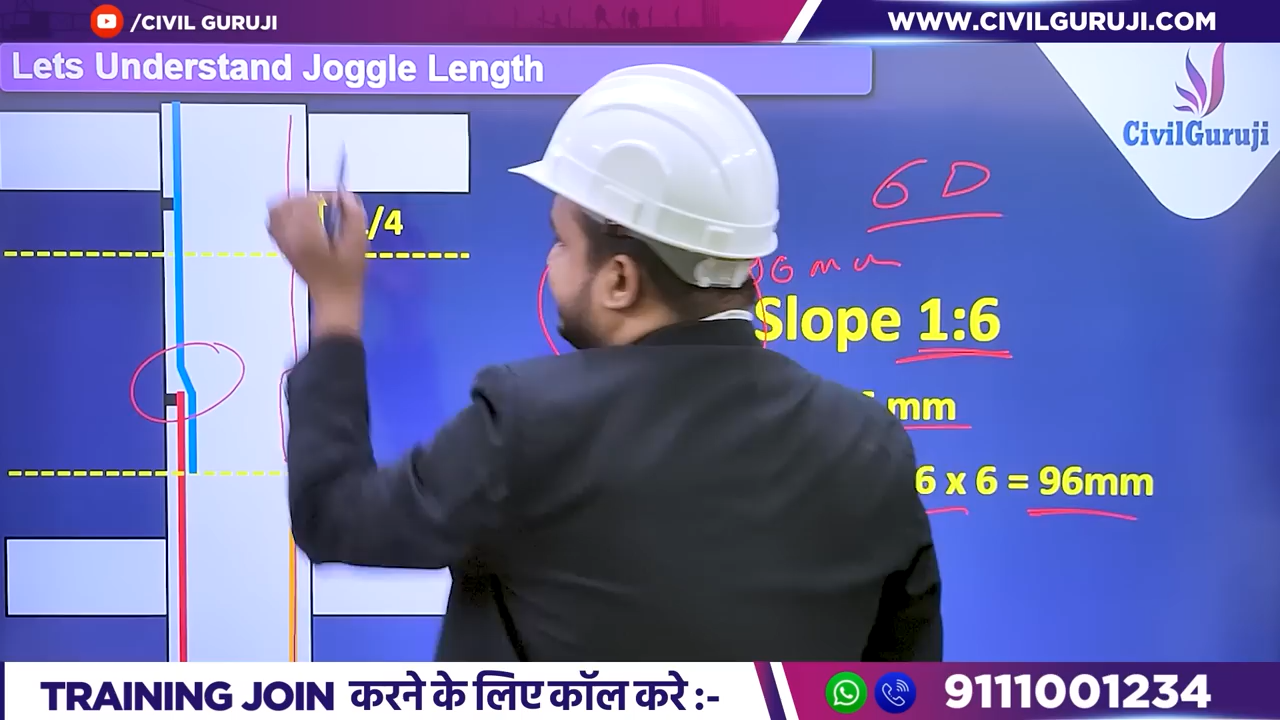 /CIVIL GURUJI
WWW.CIVILGURUJI.COM
Lets Understand Joggle Length
CivilGuruji
6D
/4
Slope 1:6
mm
6 x 6 = 96mm
TRAINING JOIN करने के लिए कॉल करे :-
9111001234